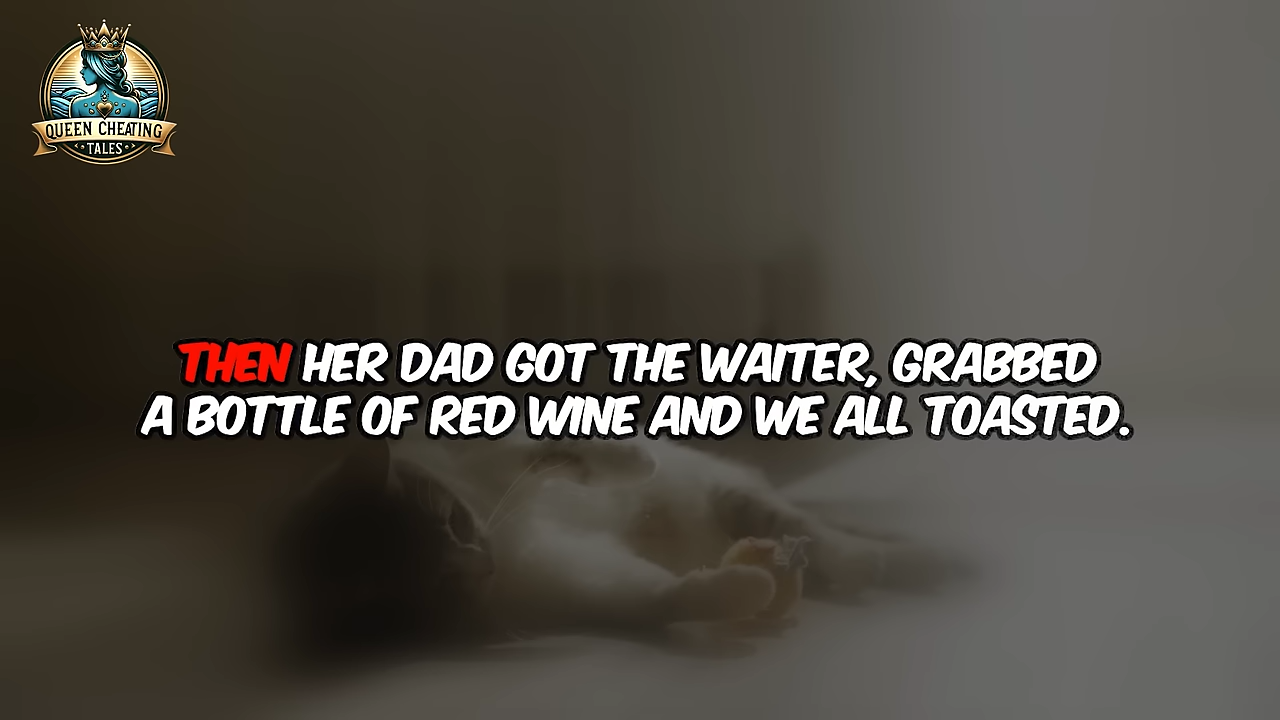 QUEEN CHEATING
TALES
THEN HER DAD GOT THE WAITER, GRABBED
A BOTTLE OF RED WINE AND WE ALL TOASTED.